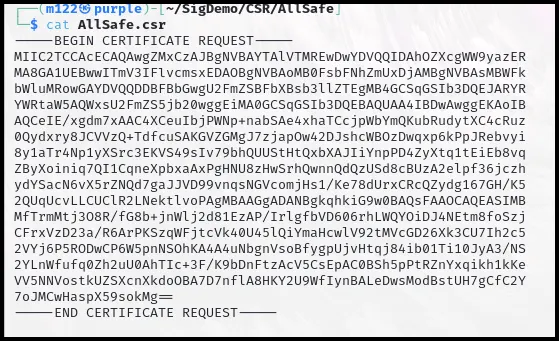 ┌──(m122㉿purple)-[~/SigDemo/CSR/AllSafe]
└─$ cat AllSafe.csr
-----BEGIN CERTIFICATE REQUEST-----
MIIC2TCCAcECAQAwgZMxCzAJBgNVBAYTAlVTMREwDwYDVQQIDAhOZXcgWW9yazER
MA8GA1UEBwwITmV3IFlvcmsxEDAOBgNVBAoMB0FsbFNhZmUxDjAMBgNVBAsMBWFk
bWluMRowGAYDVQQDDBFBbGwgU2FmZSBFbXBsb3llZTEgMB4GCSqGSIb3DQEJARYR
YWRtaW5AQWxsU2FmZS5jb20wggEiMA0GCSqGSIb3DQEBAQUAA4IBDwAwggEKAoIB
AQCeIE/xgdm7xAAC4XCeuIbjPWNp+nabSAe4xhaTCcjpWbYmQKubRudytXC4cRuz
0Qydxry8JCVVzQ+TdfcuSAKGVZGMgJ7zjapOw42DJshcWBOzDwqxp6kPpJRebvyi
8y1aTr4Np1yXSrc3EKVS49sIv79bhQUUStHtQxbXAJIiYnpPD4ZyXtq1tEiEb8vq
ZByXoiniq7QI1CqneXpbxaAxPgHNU8zHwSrhQwnnQdQzUSd8cBUzA2elpf36jczh
ydYSacN6vX5rZNQd7gaJJVD99vnqsNGVcomjHs1/Ke78dUrxCRcQZydg167GH/K5
2QUqUcvLLCUClR2LNektlvoPAgMBAAGgADANBgkqhkiG9w0BAQsFAAOCAQEASIMB
MfTrmMtj3O8R/fG8b+jnWlj2d81EzAP/IrlgfbVD606rhLWQYOiDJ4NEtm8foSzj
CFrxVzD23a/R6ArPKSzqWFjtcVk40U45lQiYmaHcwlV92tMVcGD26Xk3CU7Ih2c5
2VYj6P5RODwCP6W5pnNSOhKA4A4uNbgnVsoBfygpUjvHtqj84ib01Ti10JyA3/NS
2YLnWfufq0Zh2uU0AhTIc+3F/K9bDnFtzAcV5CsEpAC0BSh5pPtRZnYxqikh1kKe
VV5NNVostkUZSXcnXkdoOBA7D7nflA8HKY2U9WfIynBALeDwsModBstUH7gCfC2Y
7oJMCwHaspX59sokMg==
-----END CERTIFICATE REQUEST-----